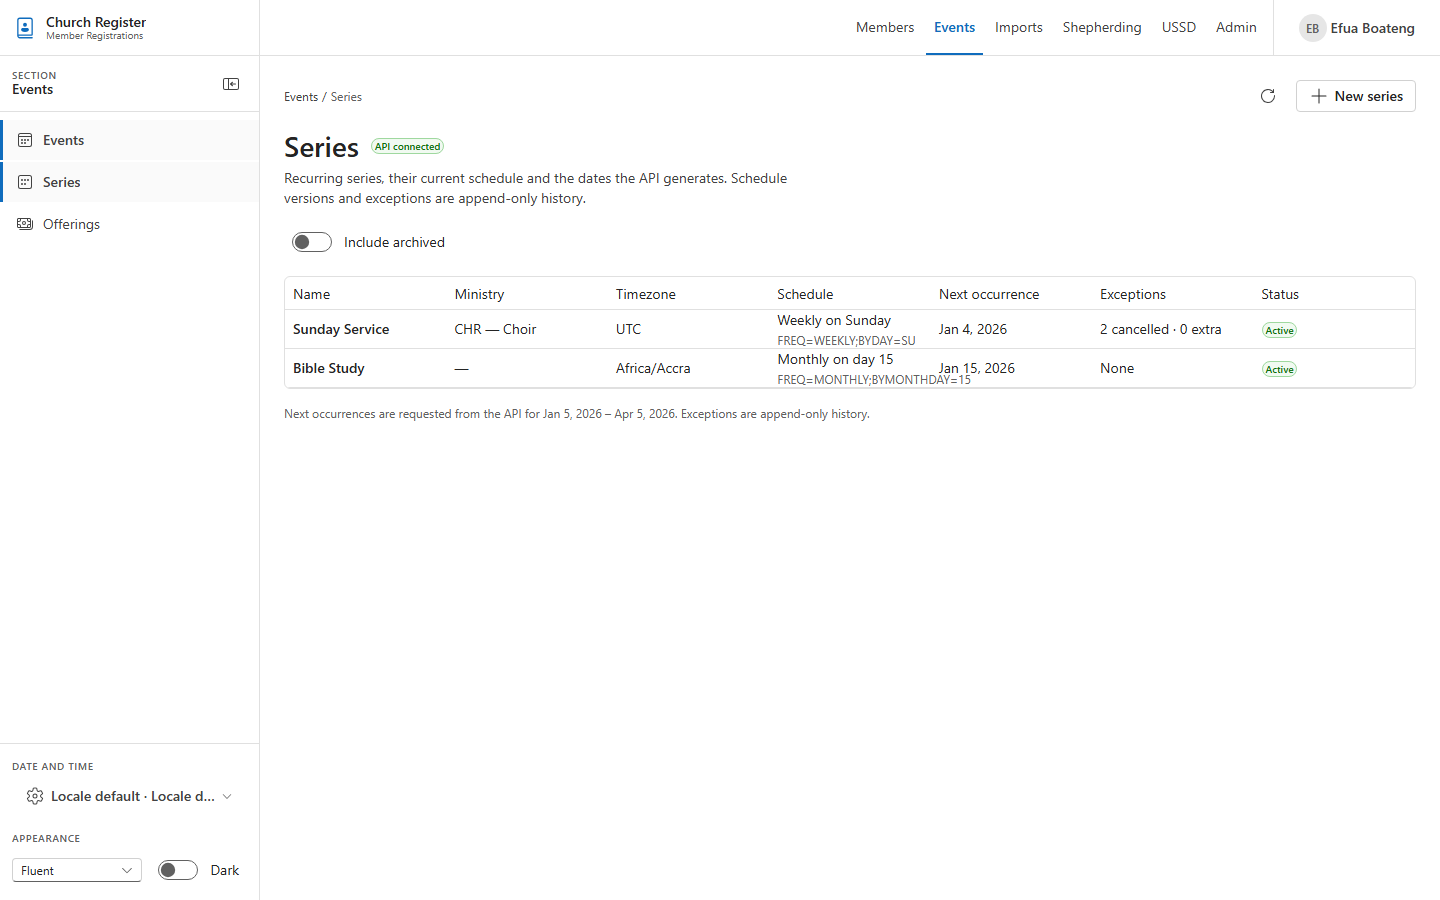 Church Register
Member Registrations
Members Events Imports Shepherding USSD Admin
EB Efua Boateng
SECTION
Events
Events
Series
Offerings
DATE AND TIME
Locale default · Locale d...
APPEARANCE
Fluent
Dark
Events / Series
New series
Series API connected
Recurring series, their current schedule and the dates the API generates. Schedule
versions and exceptions are append-only history.
Include archived
Name Ministry Timezone Schedule Next occurrence Exceptions Status
Sunday Service CHR — Choir UTC Weekly on Sunday Jan 4, 2026 2 cancelled · 0 extra Active
FREQ=WEEKLY;BYDAY=SU
Bible Study — Africa/Accra Monthly on day 15 Jan 15, 2026 None Active
FREQ=MONTHLY;BYMONTHDAY=15
Next occurrences are requested from the API for Jan 5, 2026 – Apr 5, 2026. Exceptions are append-only history.